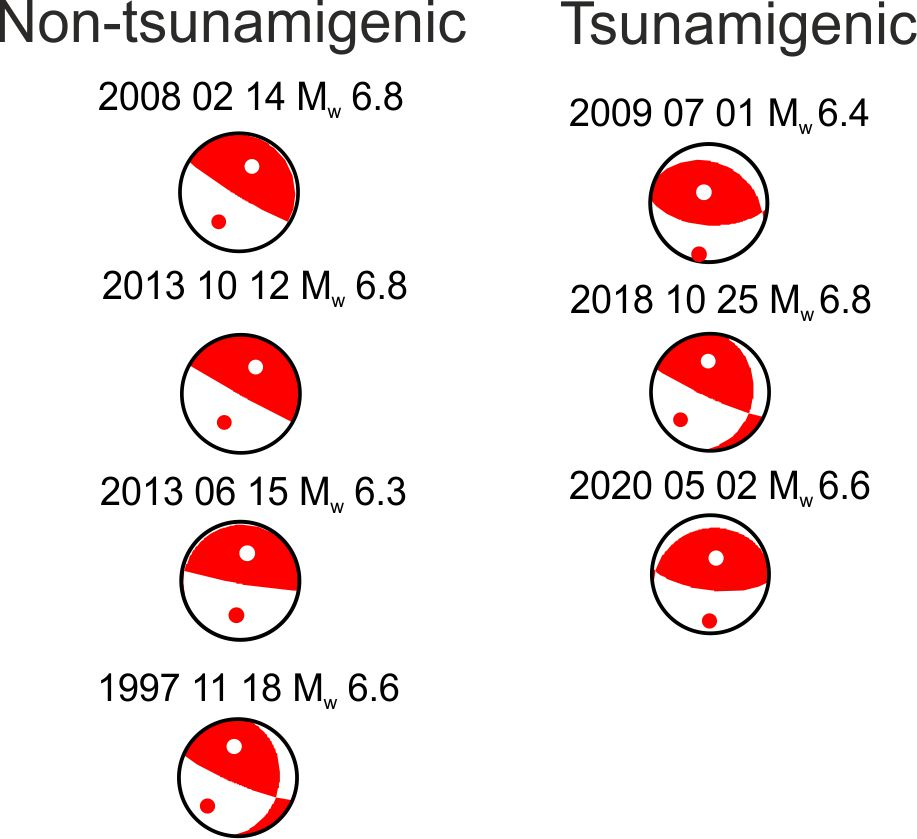 Non-tsunamigenic
2008 02 14 Mw 6.8
2013 10 12 Mw 6.8
2013 06 15 Mw 6.3
1997 11 18 Mw 6.6
Tsunamigenic
2009 07 01 Mw 6.4
2018 10 25 Mw 6.8
2020 05 02 Mw 6.6